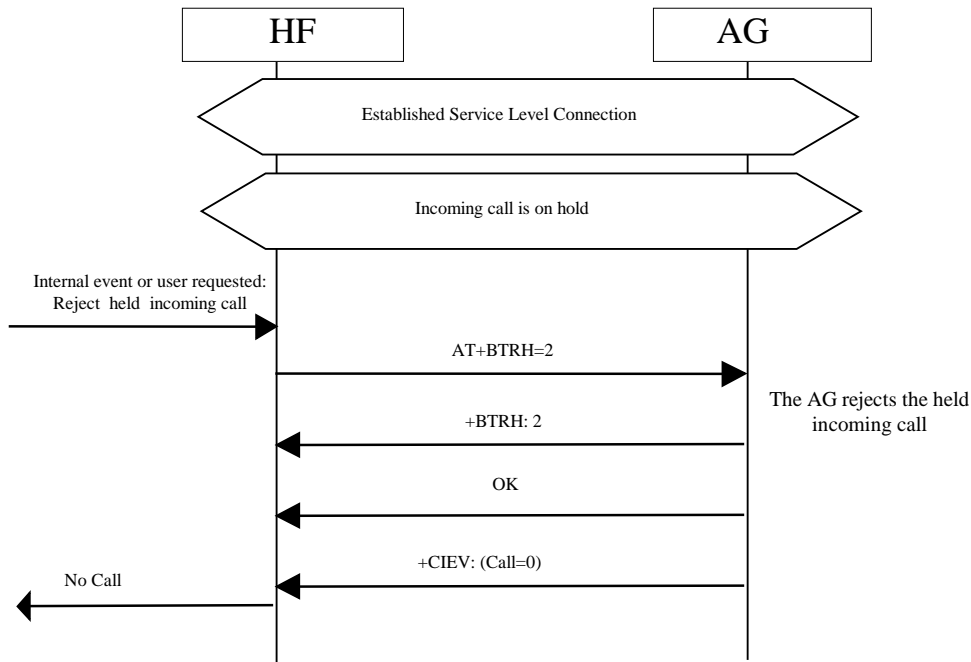 HF
AG
Established Service Level Connection
Incoming call is on hold
Internal event or user requested:
Reject held incoming call
AT+BTRH=2
The AG rejects the held
incoming call
+BTRH: 2
OK
+CIEV: (Call=0)
No Call